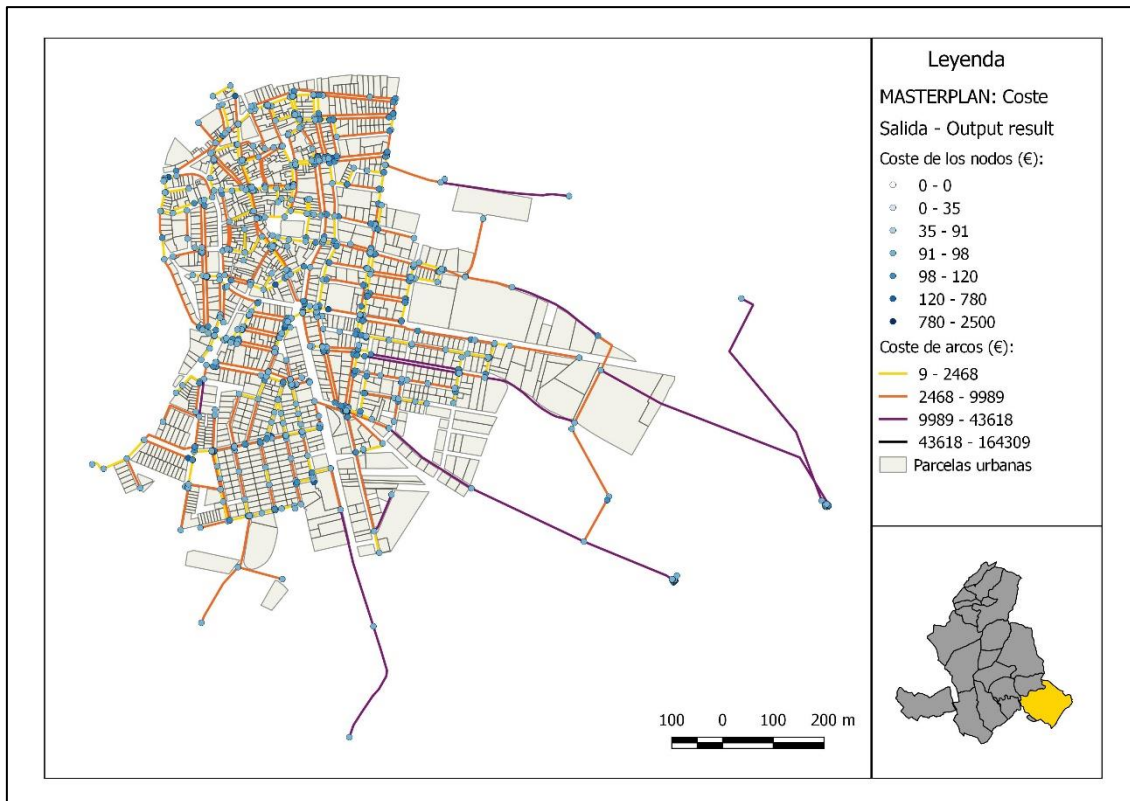 Leyenda
MASTERPLAN: Coste
Salida - Output result
Coste de los nodos (€):
0 - 0
0 - 35
35 - 91
91 - 98
98 - 120
120 - 780
780 - 2500
Coste de arcos (€):
9 - 2468
2468 - 9989
9989 - 43618
43618 - 164309
Parcelas urbanas
100 0 100 200 m